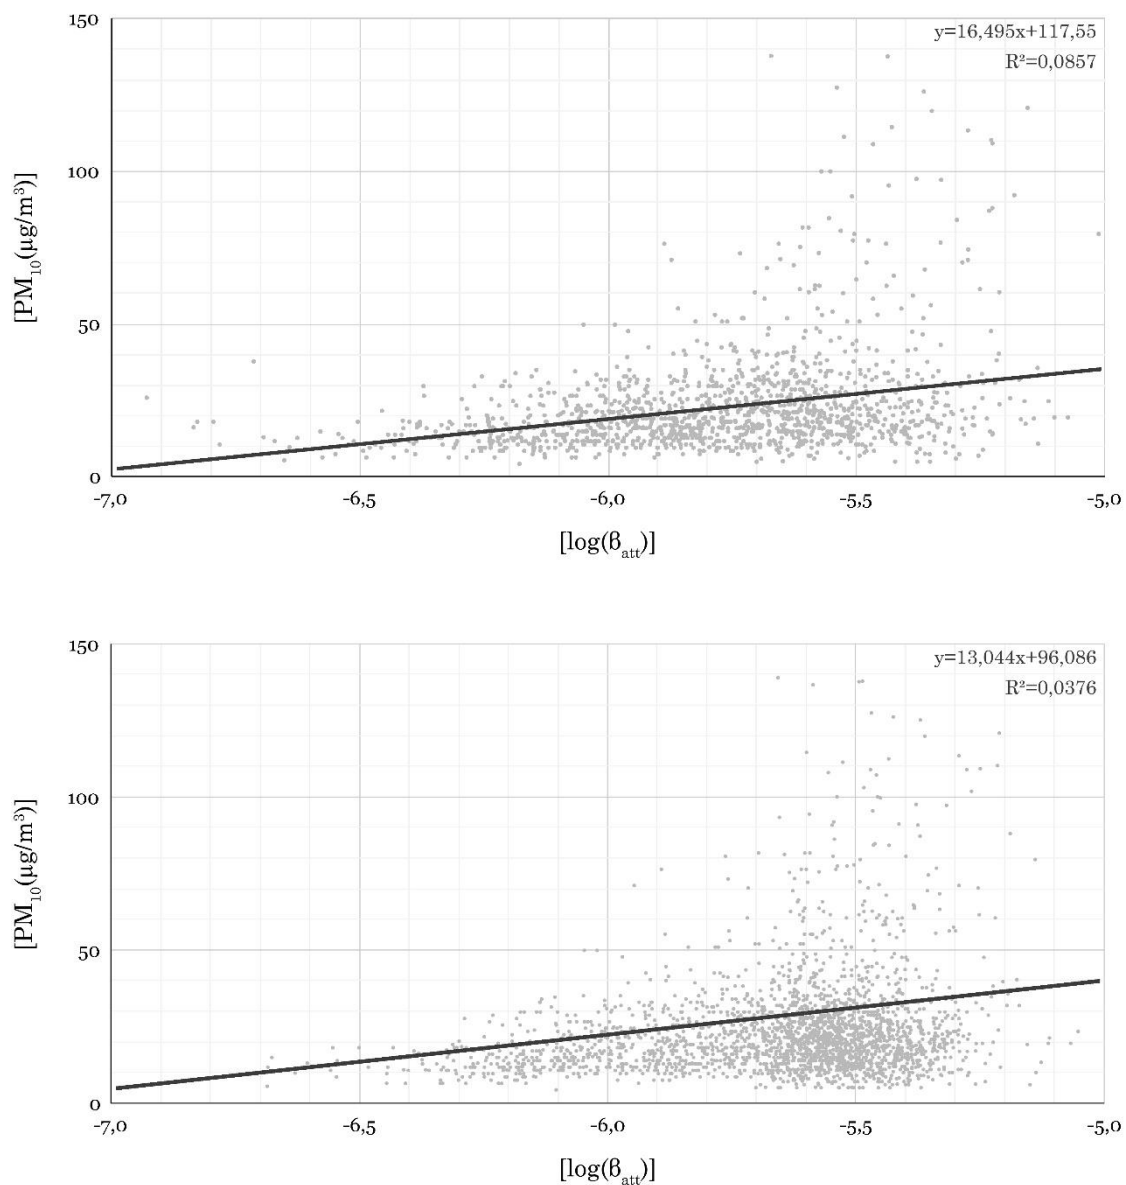 150
y=16,495x+117,55
R²=0,0857
100
[PM₁₀(µg/m³)]
50
0
-7,0 -6,5 -6,0 -5,5 -5,0
[log(β_att)]
150
y=13,044x+96,086
R²=0,0376
100
[PM₁₀(µg/m³)]
50
0
-7,0 -6,5 -6,0 -5,5 -5,0
[log(β_att)]